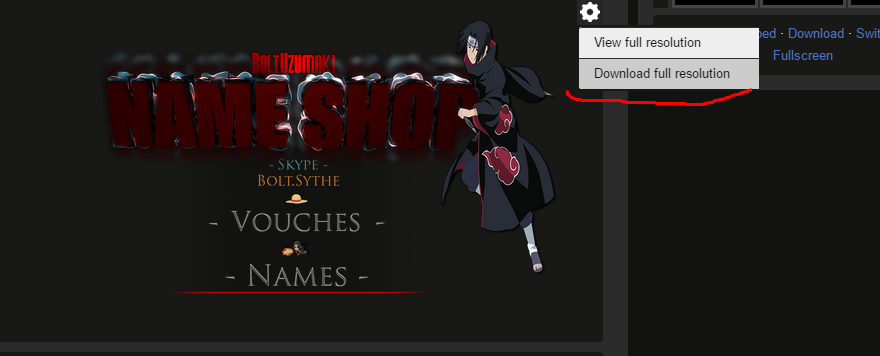 BoltUzumaki
NAME SHOP
- Skype -
Bolt.Sythe
- Vouches -
- Names -
View full resolution
Download full resolution
· Download ·
Fullscreen